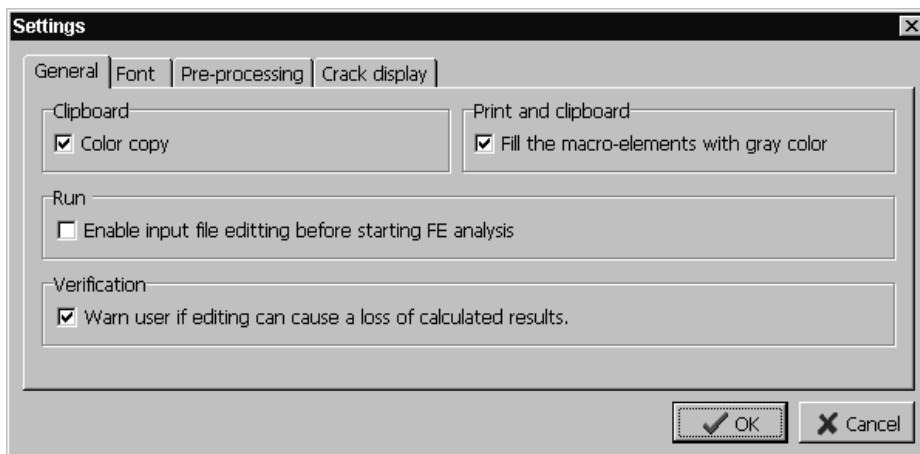 Settings
General Font Pre-processing Crack display
Clipboard Print and clipboard
Color copy Fill the macro-elements with gray color
Run
Enable input file editting before starting FE analysis
Verification
Warn user if editing can cause a loss of calculated results.
OK Cancel